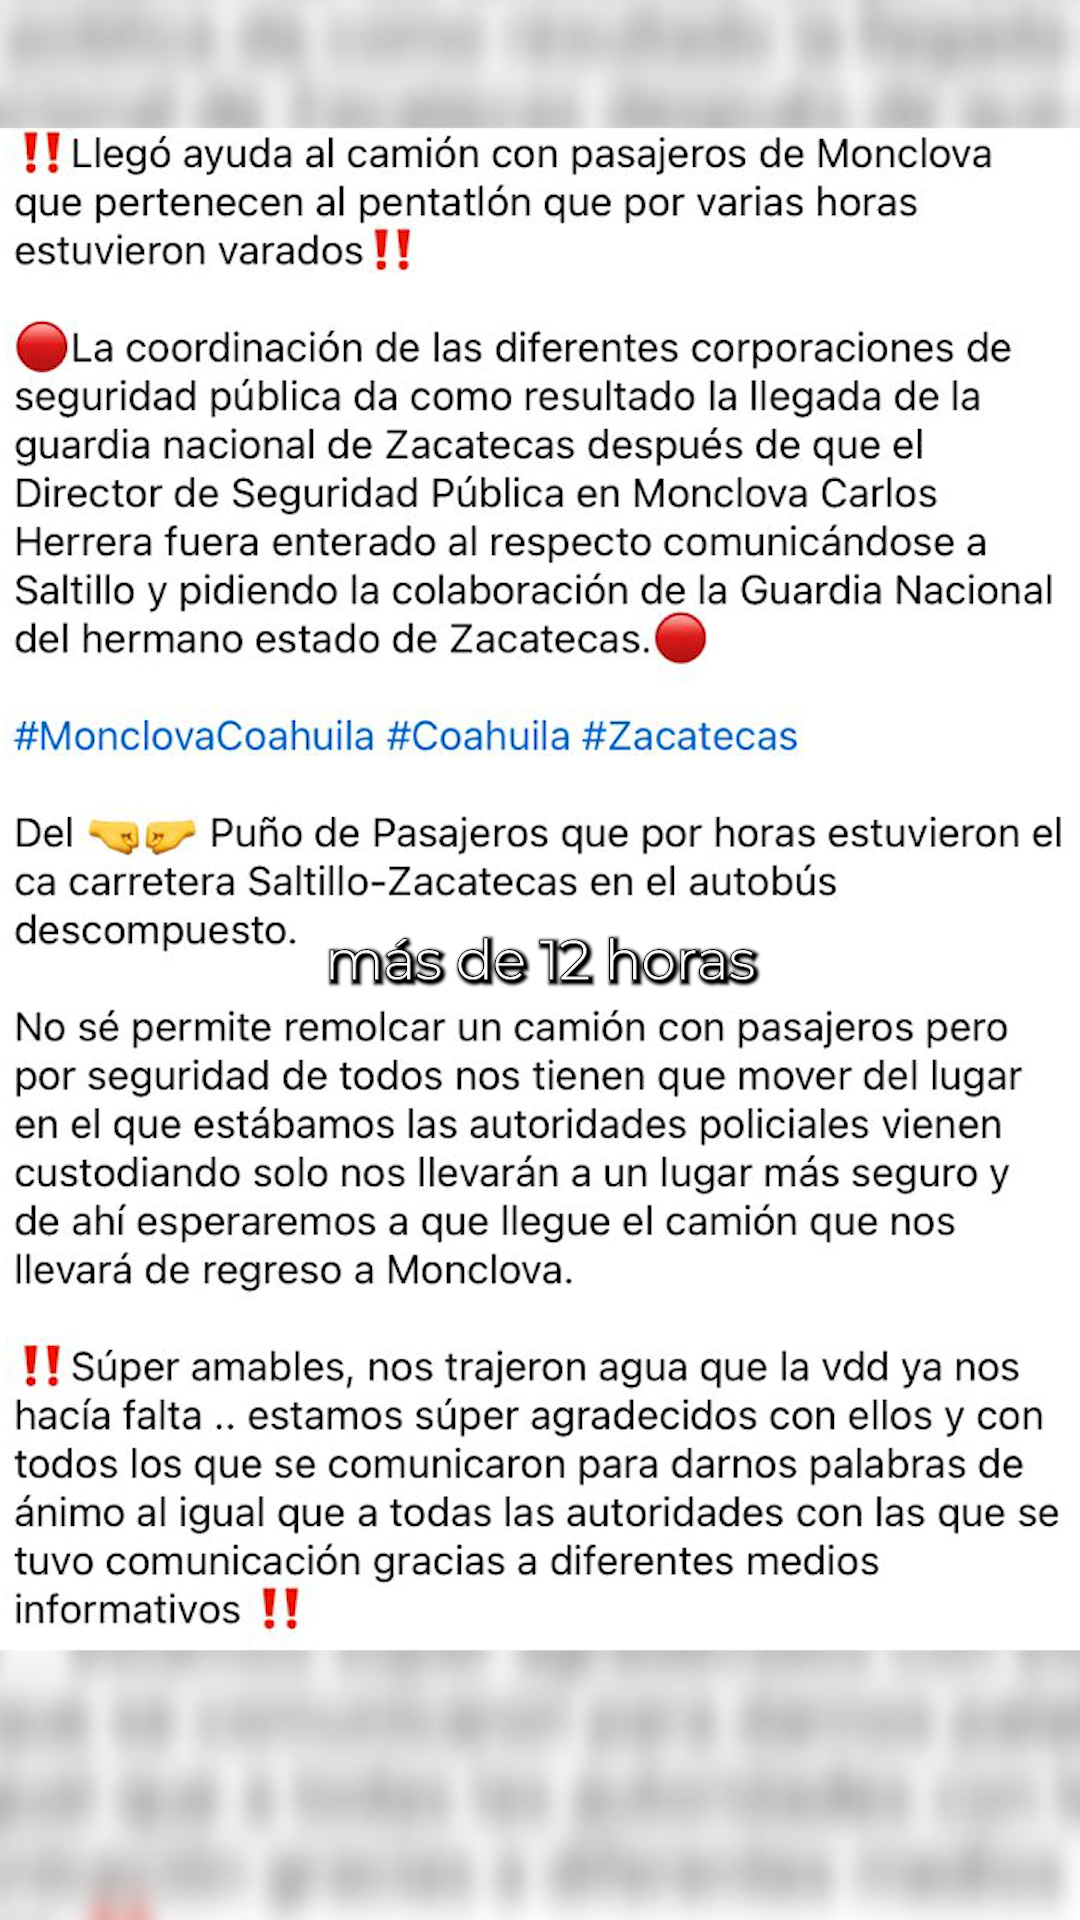 ‼️Llegó ayuda al camión con pasajeros de Monclova
que pertenecen al pentatlón que por varias horas
estuvieron varados‼️
🔴La coordinación de las diferentes corporaciones de
seguridad pública da como resultado la llegada de la
guardia nacional de Zacatecas después de que el
Director de Seguridad Pública en Monclova Carlos
Herrera fuera enterado al respecto comunicándose a
Saltillo y pidiendo la colaboración de la Guardia Nacional
del hermano estado de Zacatecas.🔴
#MonclovaCoahuila #Coahuila #Zacatecas
Del 🤜🤛 Puño de Pasajeros que por horas estuvieron el
ca carretera Saltillo-Zacatecas en el autobús
descompuesto.
más de 12 horas
No sé permite remolcar un camión con pasajeros pero
por seguridad de todos nos tienen que mover del lugar
en el que estábamos las autoridades policiales vienen
custodiando solo nos llevarán a un lugar más seguro y
de ahí esperaremos a que llegue el camión que nos
llevará de regreso a Monclova.
‼️Súper amables, nos trajeron agua que la vdd ya nos
hacía falta .. estamos súper agradecidos con ellos y con
todos los que se comunicaron para darnos palabras de
ánimo al igual que a todas las autoridades con las que se
tuvo comunicación gracias a diferentes medios
informativos ‼️